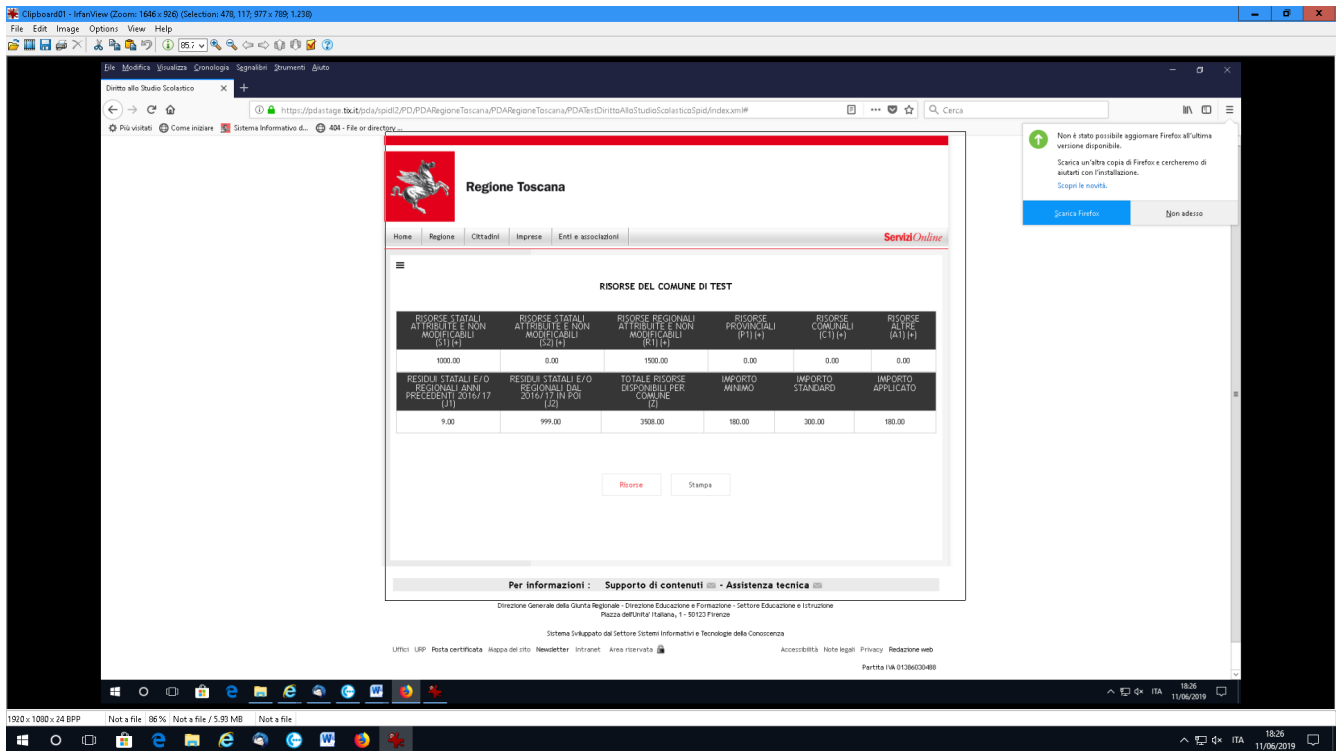 Clipboard01 - IrfanView (Zoom: 1646 x 926) (Selection: 478, 117; 977 x 789; 1.238)
File Edit Image Options View Help
85.7
File Modifica Visualizza Cronologia Segnalibri Strumenti Aiuto
Diritto allo Studio Scolastico
https://pdastage.tix.it/pda/spidl2/PD/PDARegioneToscana/PDARegioneToscana/PDATestDirittoAlloStudioScolasticoSpid/index.xml#
Cerca
Più visitati Come iniziare Sistema Informativo d... 404 - File or directory ...
Non è stato possibile aggiornare Firefox all'ultima
versione disponibile.
Scarica un'altra copia di Firefox e cercheremo di
aiutarti con l'installazione.
Scopri le novità.
Scarica Firefox Non adesso
Regione Toscana
Home Regione Cittadini Imprese Enti e associazioni Servizi Online
RISORSE DEL COMUNE DI TEST
RISORSE STATALI ATTRIBUITE E NON MODIFICABILI (S1) (+) RISORSE STATALI ATTRIBUITE E NON MODIFICABILI (S2) (+) RISORSE REGIONALI ATTRIBUITE E NON MODIFICABILI (R1) (+) RISORSE PROVINCIALI (P1) (+) RISORSE COMUNALI (C1) (+) RISORSE ALTRE (A1) (+)
1000.00 0.00 1500.00 0.00 0.00 0.00
RESIDUI STATALI E/O REGIONALI ANNI PRECEDENTI 2016/17 (J1) RESIDUI STATALI E/O REGIONALI DAL 2016/17 IN POI (J2) TOTALE RISORSE DISPONIBILI PER COMUNE (Z) IMPORTO MINIMO IMPORTO STANDARD IMPORTO APPLICATO
9.00 999.00 3508.00 180.00 300.00 180.00
Risorse Stampa
Per informazioni : Supporto di contenuti - Assistenza tecnica
Direzione Generale della Giunta Regionale - Direzione Educazione e Formazione - Settore Educazione e Istruzione
Piazza dell'Unita' Italiana, 1 - 50123 Firenze
Sistema Sviluppato dal Settore Sistemi Informativi e Tecnologie della Conoscenza
Uffici URP Posta certificata Mappa del sito Newsletter Intranet Area riservata Accessibilità Note legali Privacy Redazione web
Partita IVA 01386030488
ITA 18:26
11/06/2019
1920 x 1080 x 24 BPP Not a file 86 % Not a file / 5.93 MB Not a file
ITA 18:26
11/06/2019